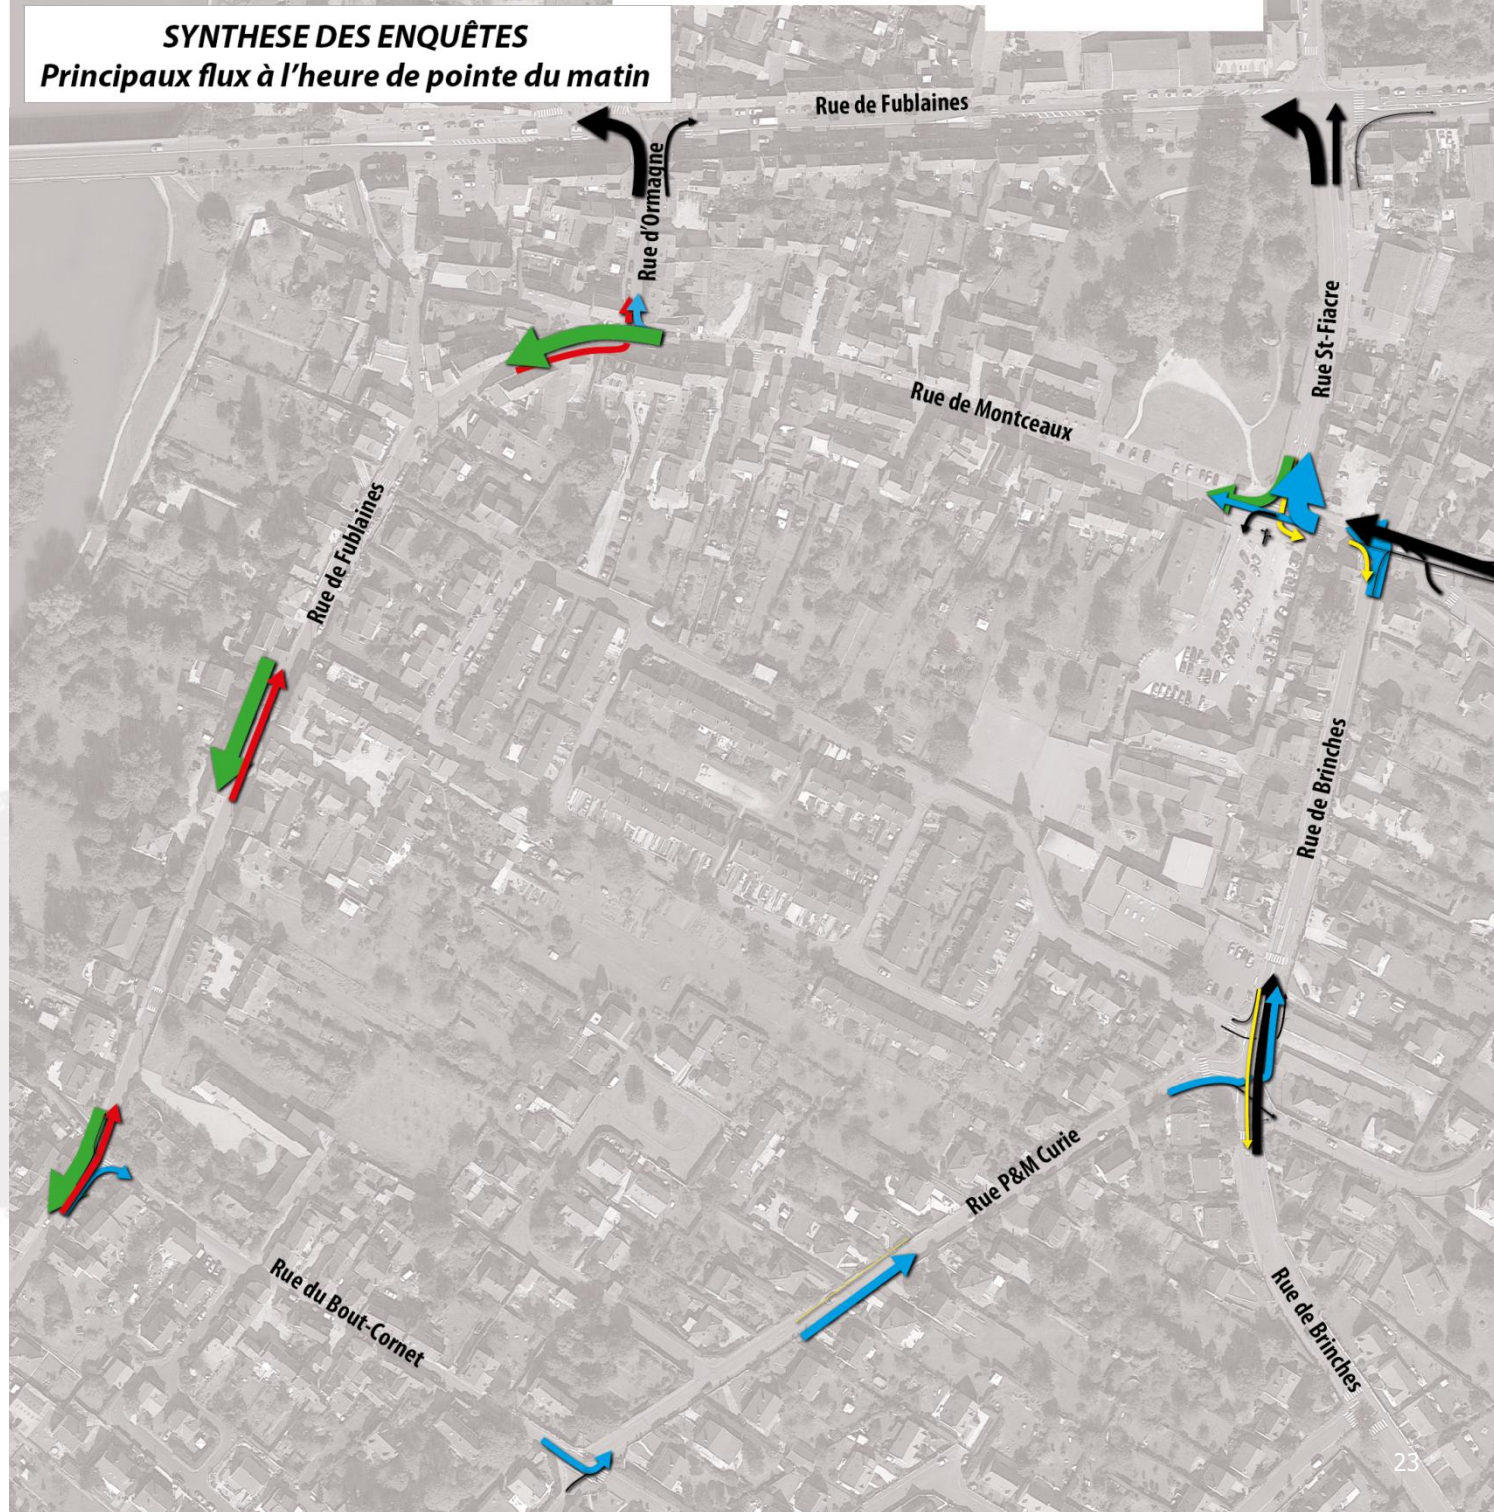 SYNTHESE DES ENQUÊTES
Principaux flux à l'heure de pointe du matin
Rue de Fublaines
Rue d'Ormagne
Rue St-Fiacre
Rue de Montceaux
Rue de Fublaines
Rue de Brinches
Rue P&M Curie
Rue du Bout-Cornet
Rue de Brinches
23